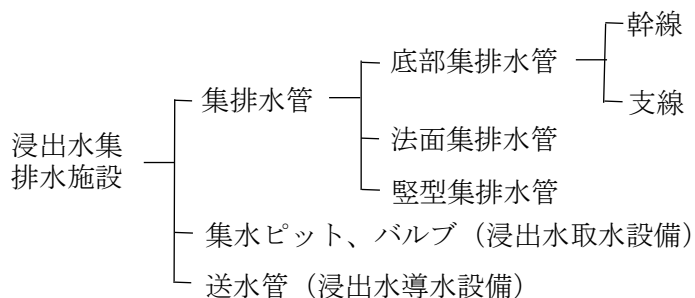 幹線
底部集排水管
支線
集排水管
法面集排水管
竪型集排水管
浸出水集
排水施設
集水ピット、バルブ（浸出水取水設備）
送水管（浸出水導水設備）